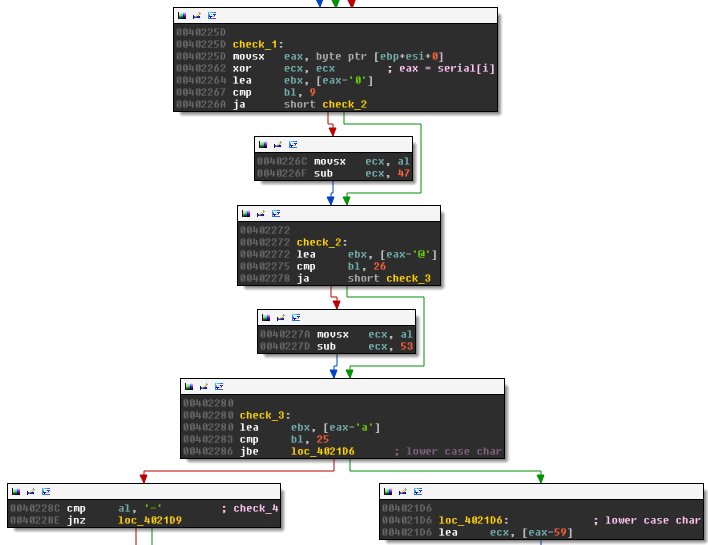 0040225D
0040225D check_1:
0040225D movsx eax, byte ptr [ebp+esi+0]
00402262 xor ecx, ecx ; eax = serial[i]
00402264 lea ebx, [eax-'0']
00402267 cmp bl, 9
0040226A ja short check_2
0040226C movsx ecx, al
0040226F sub ecx, 47
00402272
00402272 check_2:
00402272 lea ebx, [eax-'@']
00402275 cmp bl, 26
00402278 ja short check_3
0040227A movsx ecx, al
0040227D sub ecx, 53
00402280
00402280 check_3:
00402280 lea ebx, [eax-'a']
00402283 cmp bl, 25
00402286 jbe loc_4021D6 ; lower case char
0040228C cmp al, '-' ; check_4
0040228E jnz loc_4021D9
004021D6
004021D6 loc_4021D6: ; lower case char
004021D6 lea ecx, [eax-59]